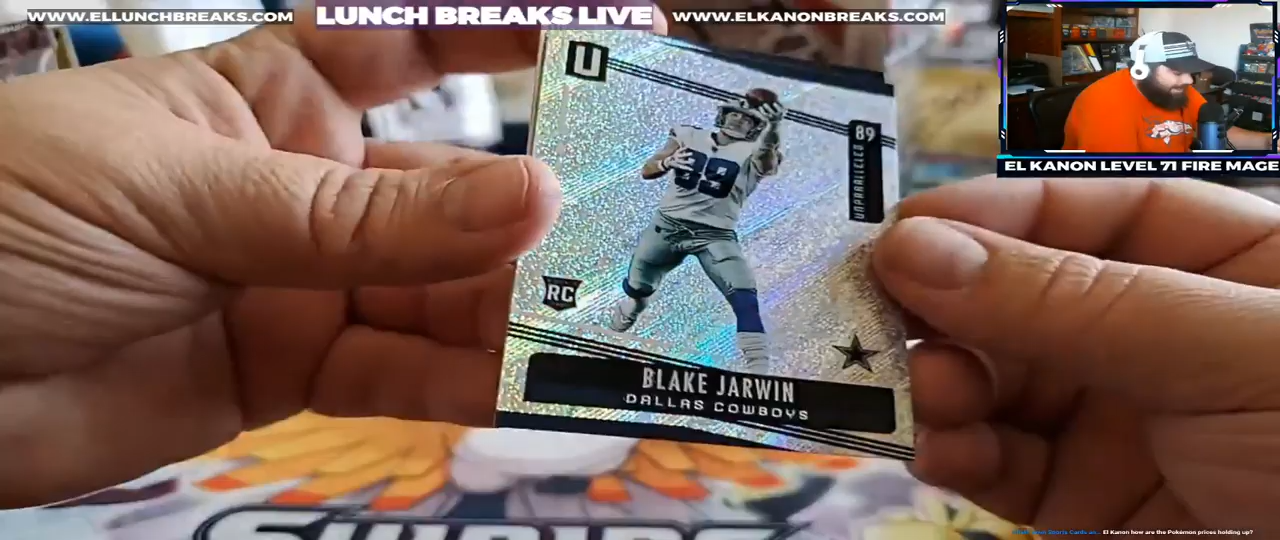 WWW.ELLUNCHBREAKS.COM
LUNCH BREAKS LIVE
WWW.ELKANONBREAKS.COM
EL KANON LEVEL 71 FIRE MAGE
U
89
UNPARALLELED
89
RC
BLAKE JARWIN
DALLAS COWBOYS
El Kanon how are the Pokémon prices holding up?